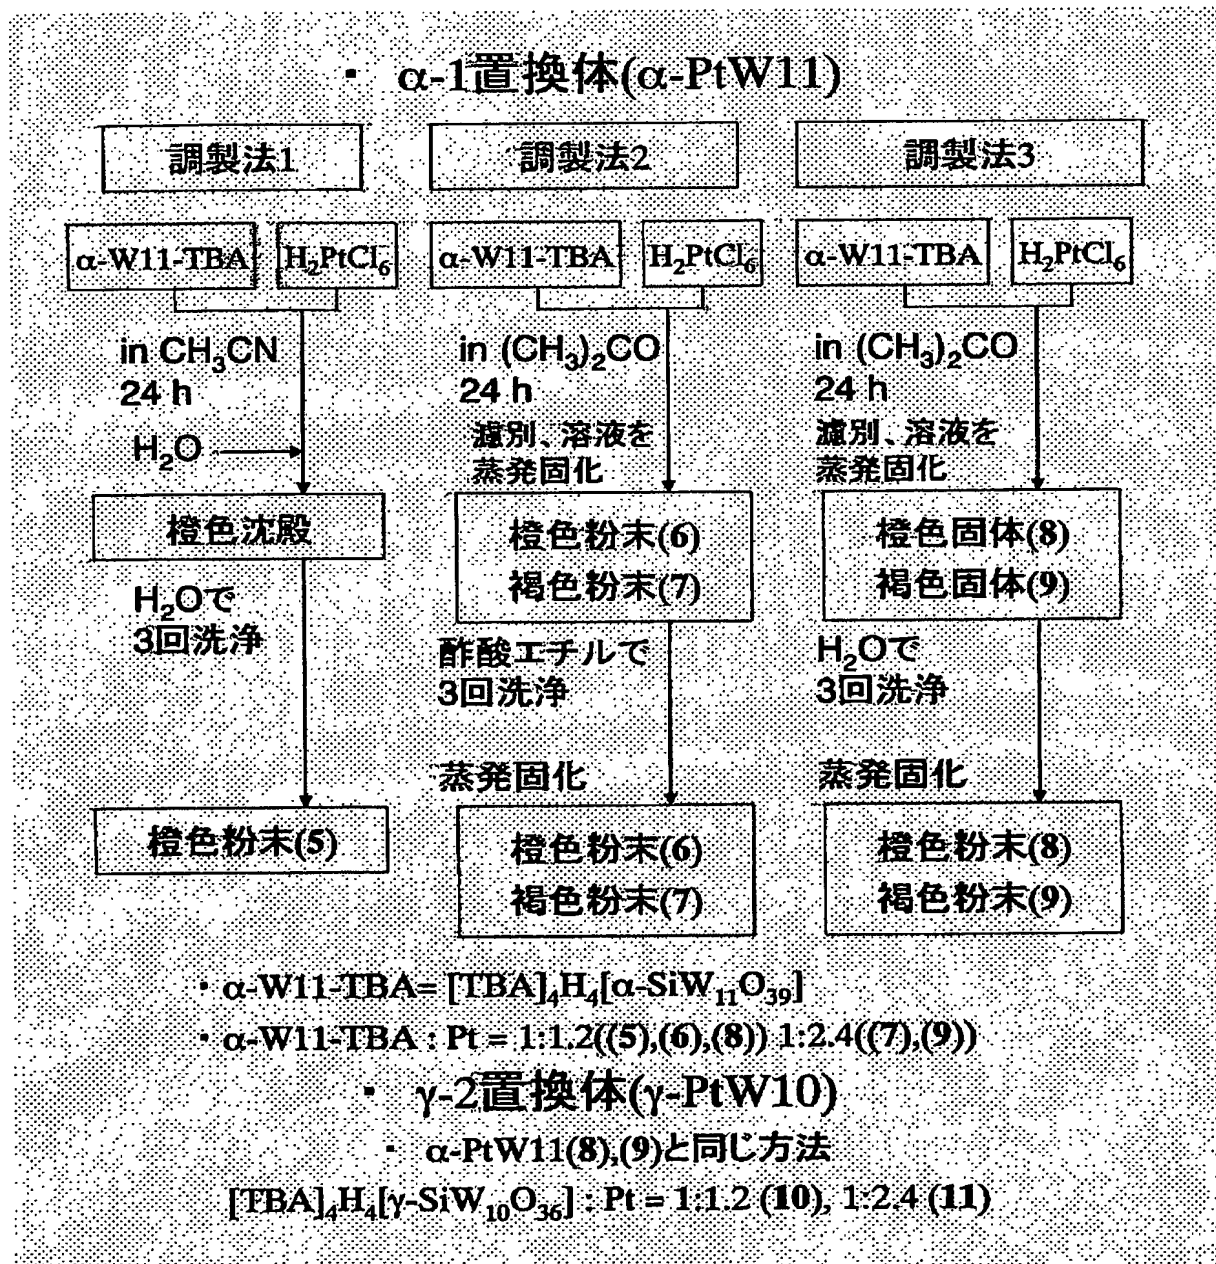 ・ α-1置換体(α-PtW11)
調製法1
α-W11-TBA
H₂PtCl₆
in CH₃CN
24 h
H₂O
橙色沈殿
H₂Oで
3回洗浄
橙色粉末(5)
調製法2
α-W11-TBA
H₂PtCl₆
in (CH₃)₂CO
24 h
濾別、溶液を
蒸発固化
橙色粉末(6)
褐色粉末(7)
酢酸エチルで
3回洗浄
蒸発固化
橙色粉末(6)
褐色粉末(7)
調製法3
α-W11-TBA
H₂PtCl₆
in (CH₃)₂CO
24 h
濾別、溶液を
蒸発固化
橙色固体(8)
褐色固体(9)
H₂Oで
3回洗浄
蒸発固化
橙色粉末(8)
褐色粉末(9)
・α-W11-TBA= [TBA]₄H₄[α-SiW₁₁O₃₉]
・α-W11-TBA : Pt = 1:1.2((5),(6),(8)) 1:2.4((7),(9))
・ γ-2置換体(γ-PtW10)
・ α-PtW11(8),(9)と同じ方法
[TBA]₄H₄[γ-SiW₁₀O₃₆] : Pt = 1:1.2 (10), 1:2.4 (11)